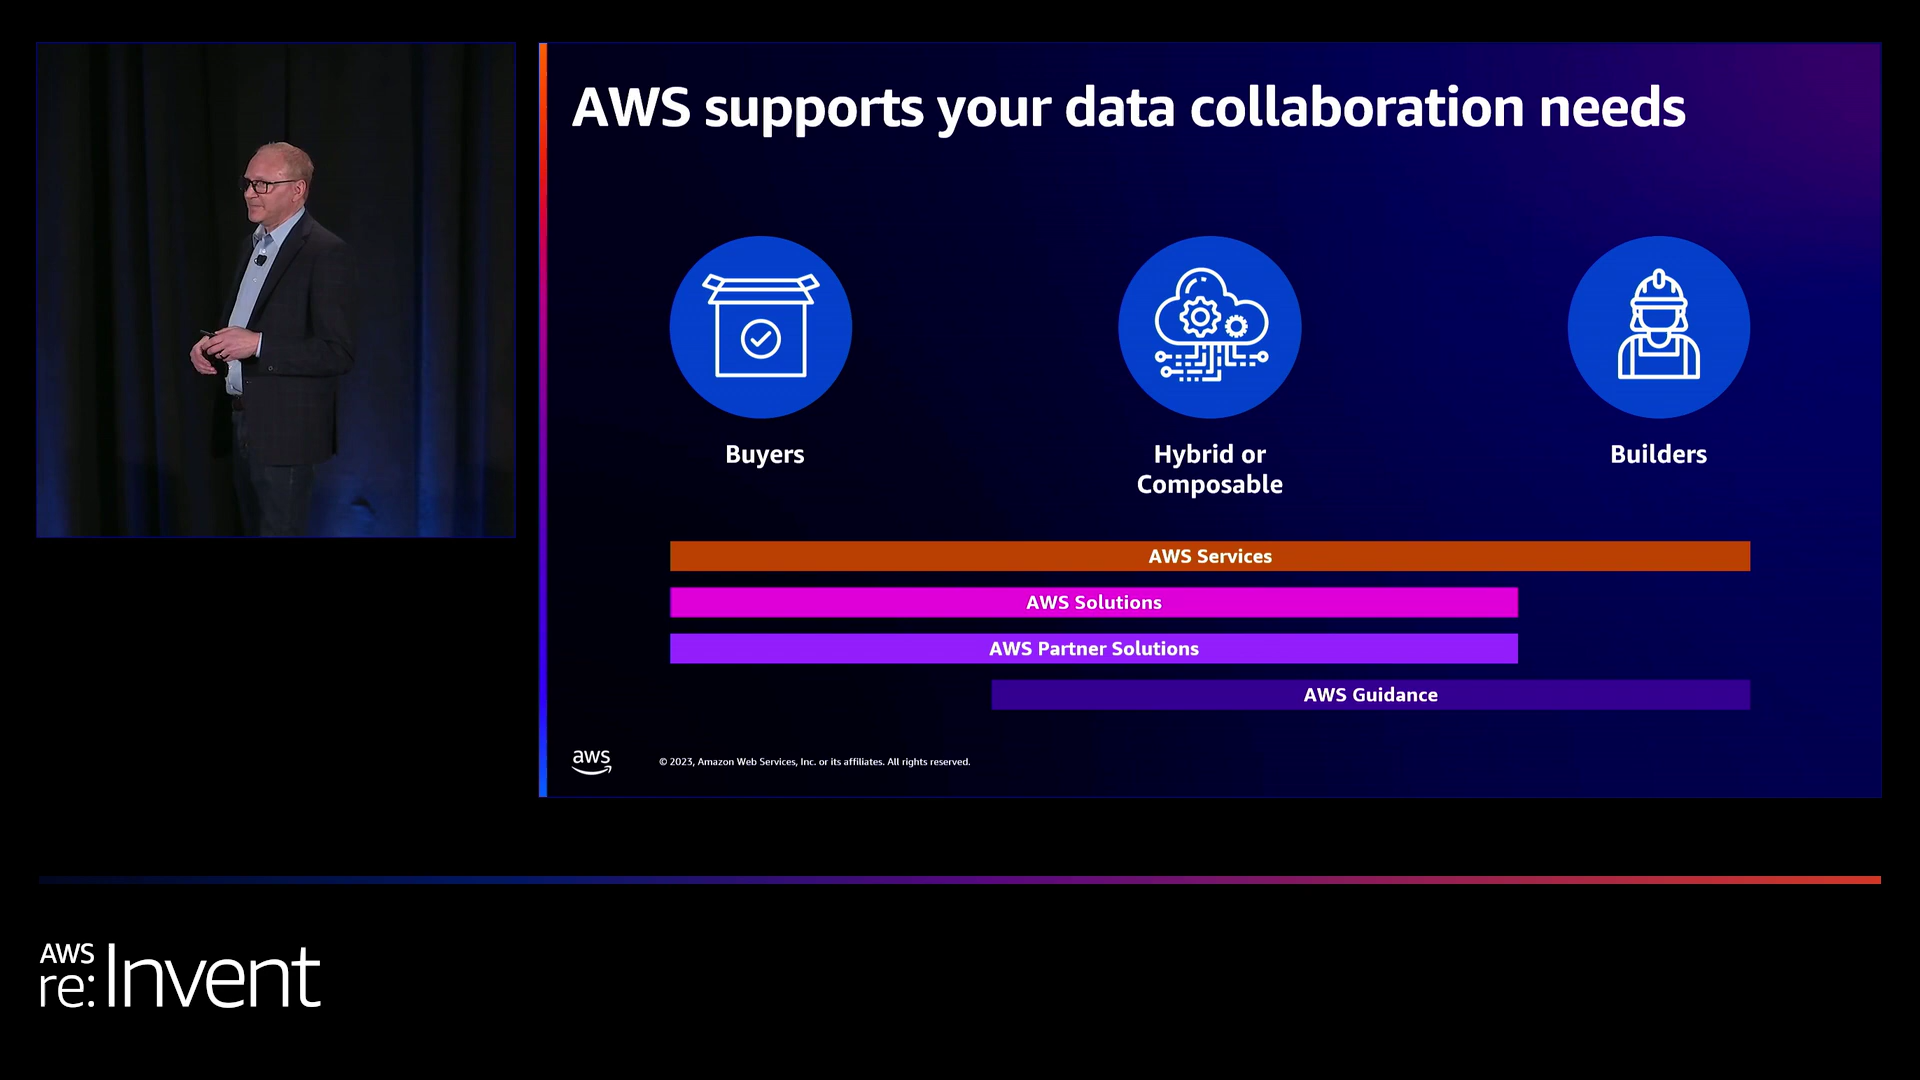 AWS supports your data collaboration needs
Buyers
Hybrid or
Composable
Builders
AWS Services
AWS Solutions
AWS Partner Solutions
AWS Guidance
aws
© 2023, Amazon Web Services, Inc. or its affiliates. All rights reserved.
AWS
re:Invent